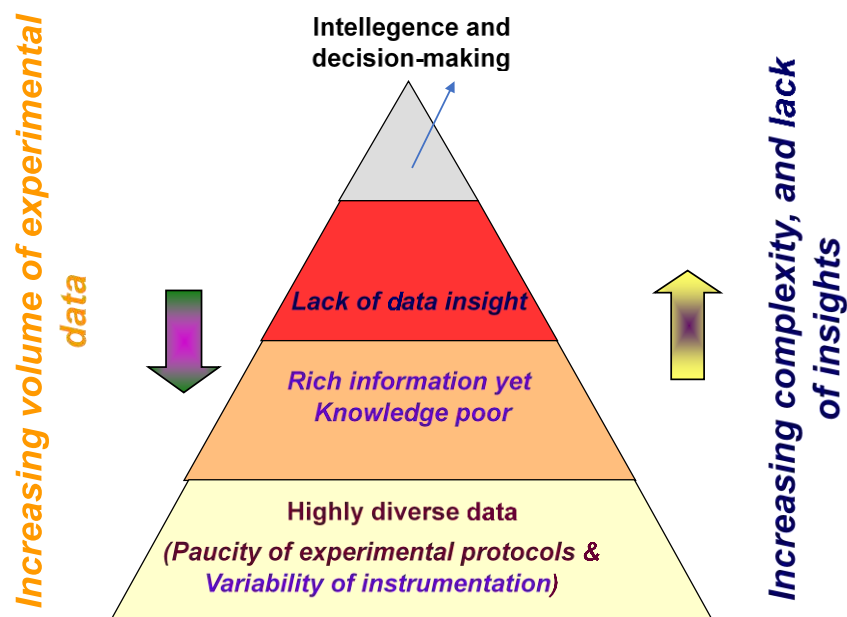 Intellegence and
decision-making
Increasing volume of experimental
data
Increasing complexity, and lack
of insights
Lack of data insight
Rich information yet
Knowledge poor
Highly diverse data
(Paucity of experimental protocols &
Variability of instrumentation)